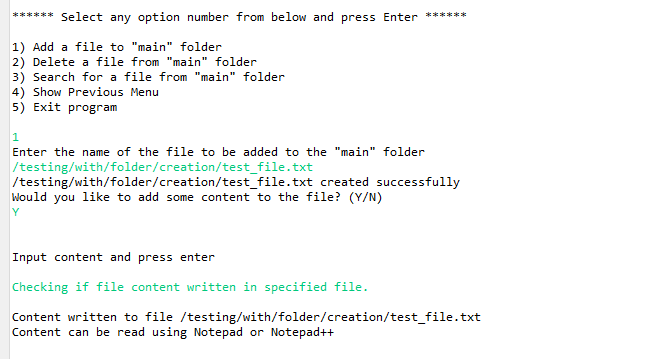 ****** Select any option number from below and press Enter ******
1) Add a file to "main" folder
2) Delete a file from "main" folder
3) Search for a file from "main" folder
4) Show Previous Menu
5) Exit program
1
Enter the name of the file to be added to the "main" folder
/testing/with/folder/creation/test_file.txt
/testing/with/folder/creation/test_file.txt created successfully
Would you like to add some content to the file? (Y/N)
Y
Input content and press enter
Checking if file content written in specified file.
Content written to file /testing/with/folder/creation/test_file.txt
Content can be read using Notepad or Notepad++